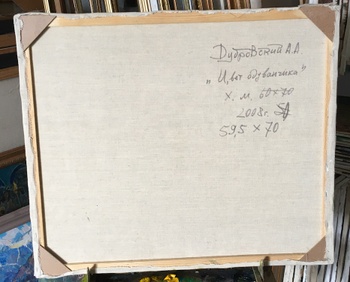 Дубровский А.А
„Цвет одуванчика"
х. м. 60×70
2008г.
59,5 × 70